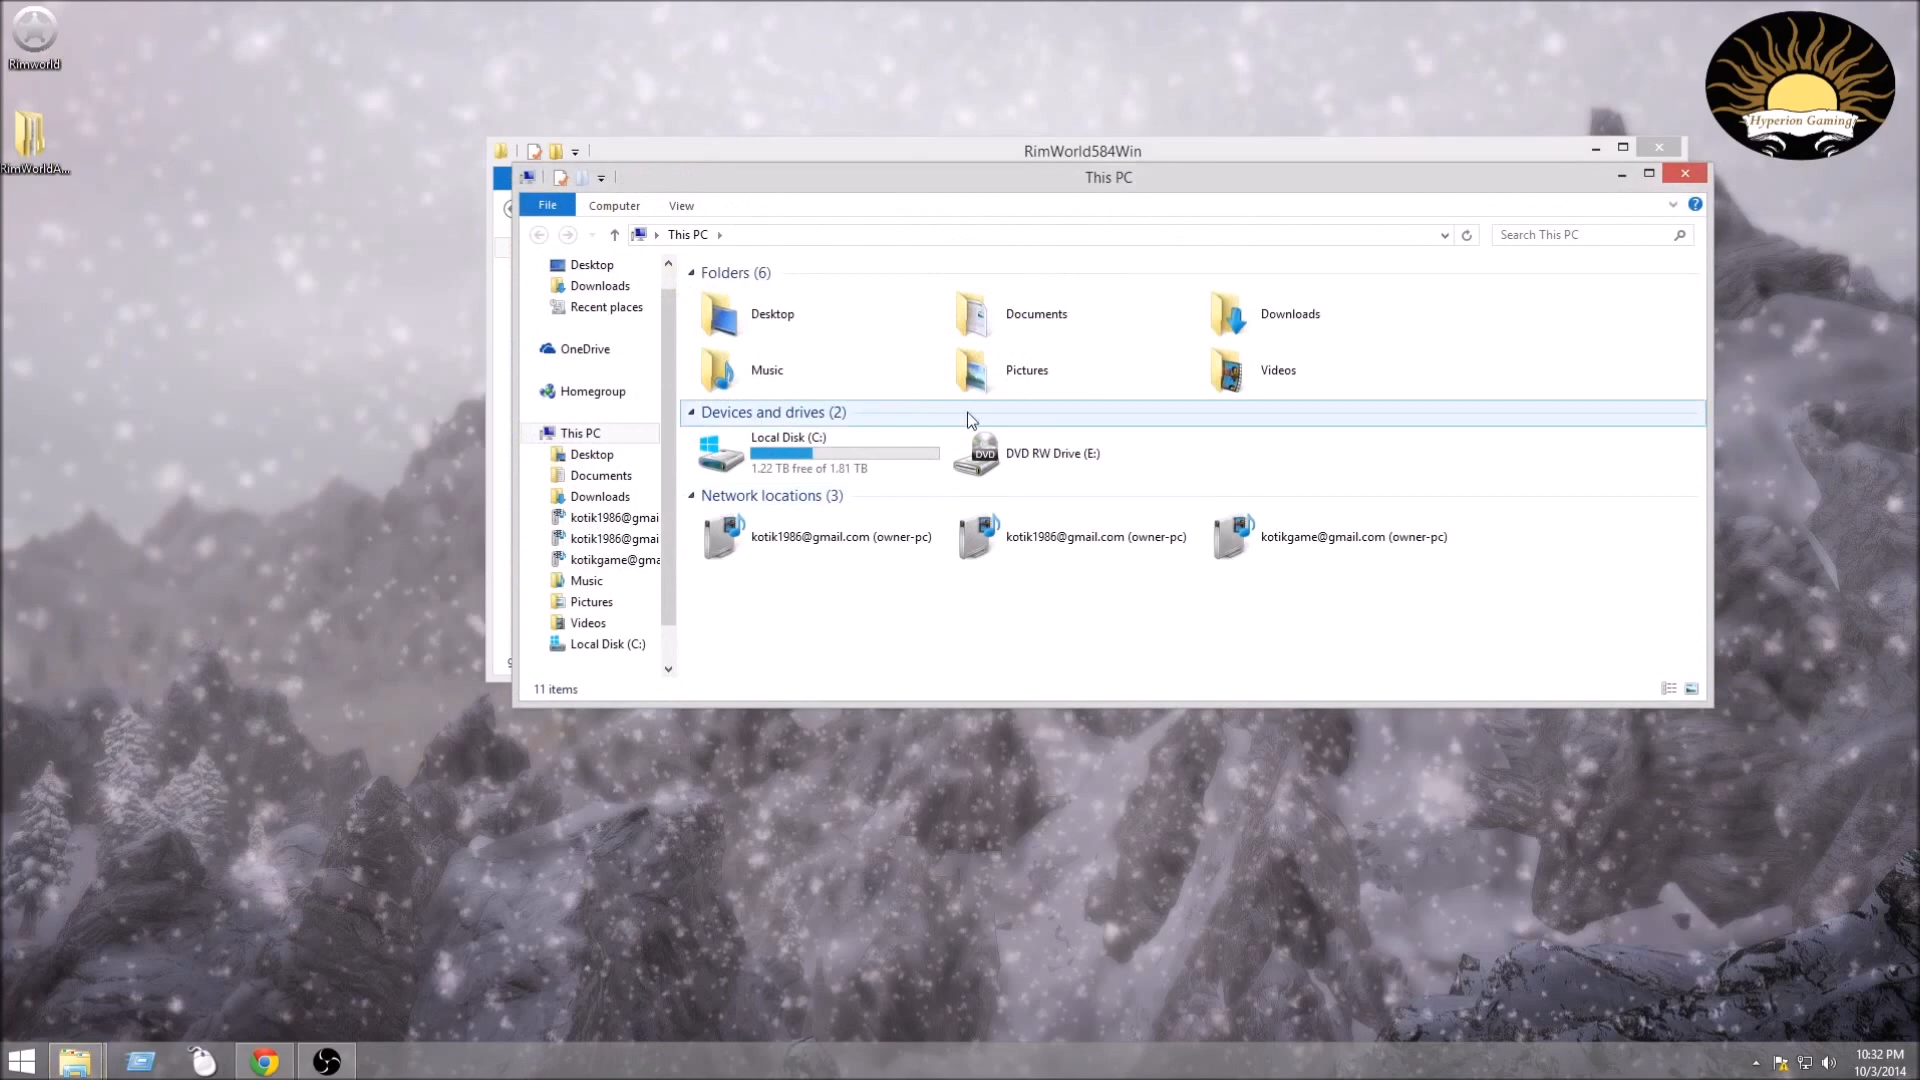 Rimworld
RimWorldA...
Hyperion Gamings
RimWorld584Win
This PC
File
Computer
View
This PC
Search This PC
Desktop
Downloads
Recent places
OneDrive
Homegroup
This PC
Desktop
Documents
Downloads
kotik1986@gmai
kotik1986@gmai
kotikgame@gma
Music
Pictures
Videos
Local Disk (C:)
Folders (6)
Desktop
Documents
Downloads
Music
Pictures
Videos
Devices and drives (2)
Local Disk (C:)
1.22 TB free of 1.81 TB
DVD
DVD RW Drive (E:)
Network locations (3)
kotik1986@gmail.com (owner-pc)
kotik1986@gmail.com (owner-pc)
kotikgame@gmail.com (owner-pc)
11 items
10:32 PM
10/3/2014